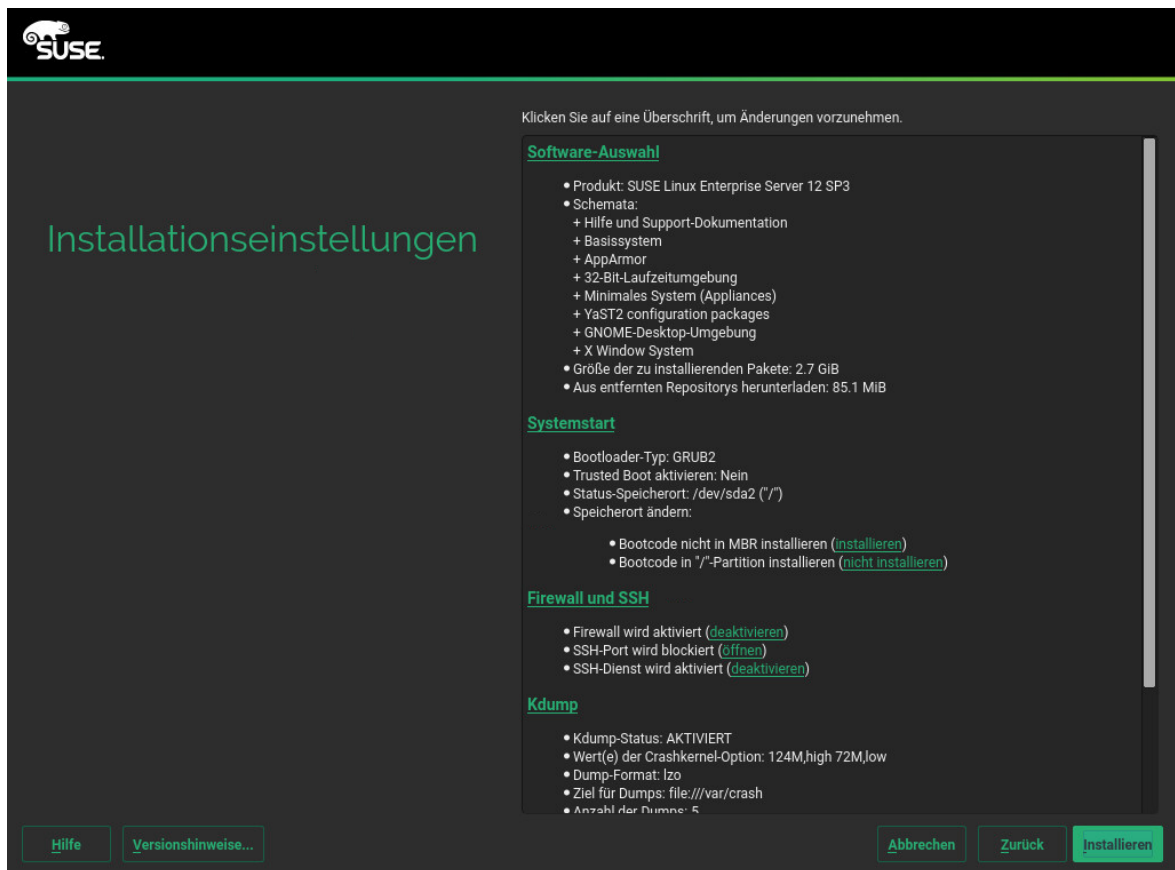 SUSE.
Klicken Sie auf eine Überschrift, um Änderungen vorzunehmen.
Installationseinstellungen
Software-Auswahl
• Produkt: SUSE Linux Enterprise Server 12 SP3
• Schemata:
+ Hilfe und Support-Dokumentation
+ Basissystem
+ AppArmor
+ 32-Bit-Laufzeitumgebung
+ Minimales System (Appliances)
+ YaST2 configuration packages
+ GNOME-Desktop-Umgebung
+ X Window System
• Größe der zu installierenden Pakete: 2.7 GiB
• Aus entfernten Repositorys herunterladen: 85.1 MiB
Systemstart
• Bootloader-Typ: GRUB2
• Trusted Boot aktivieren: Nein
• Status-Speicherort: /dev/sda2 ("/")
• Speicherort ändern:
• Bootcode nicht in MBR installieren (installieren)
• Bootcode in "/"-Partition installieren (nicht installieren)
Firewall und SSH
• Firewall wird aktiviert (deaktivieren)
• SSH-Port wird blockiert (öffnen)
• SSH-Dienst wird aktiviert (deaktivieren)
Kdump
• Kdump-Status: AKTIVIERT
• Wert(e) der Crashkernel-Option: 124M,high 72M,low
• Dump-Format: lzo
• Ziel für Dumps: file:///var/crash
• Anzahl der Dumps: 5
Hilfe
Versionshinweise...
Abbrechen
Zurück
Installieren